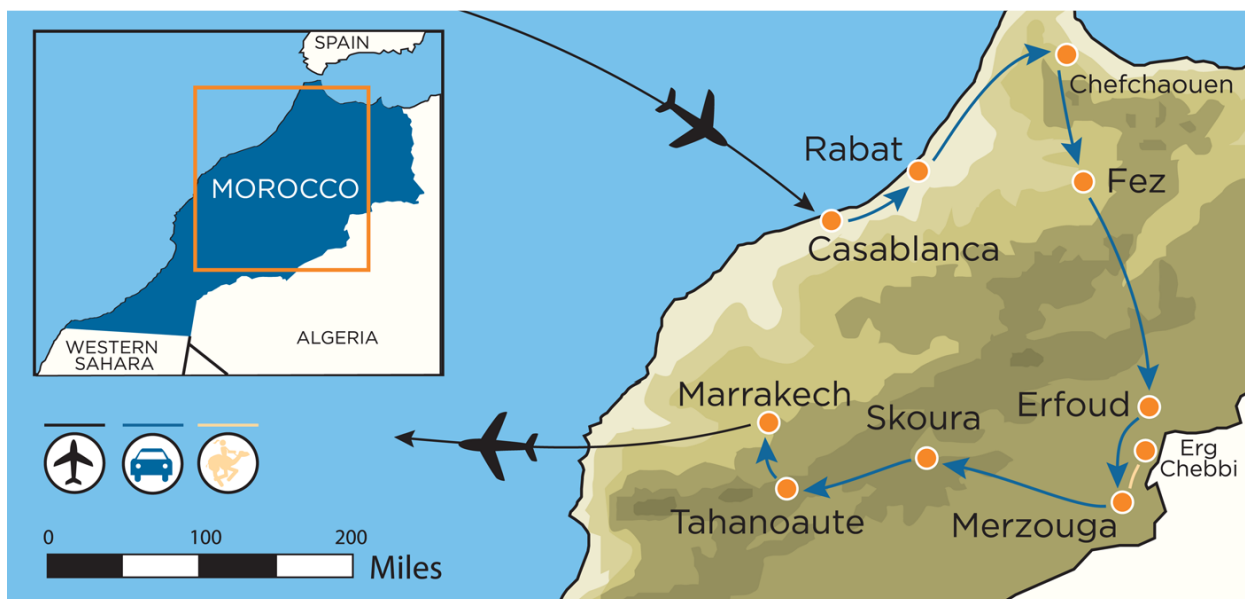 SPAIN
MOROCCO
ALGERIA
WESTERN
SAHARA
Chefchaouen
Rabat
Fez
Casablanca
Marrakech
Skoura
Erfoud
Erg
Chebbi
Tahanoaute
Merzouga
0 100 200
Miles